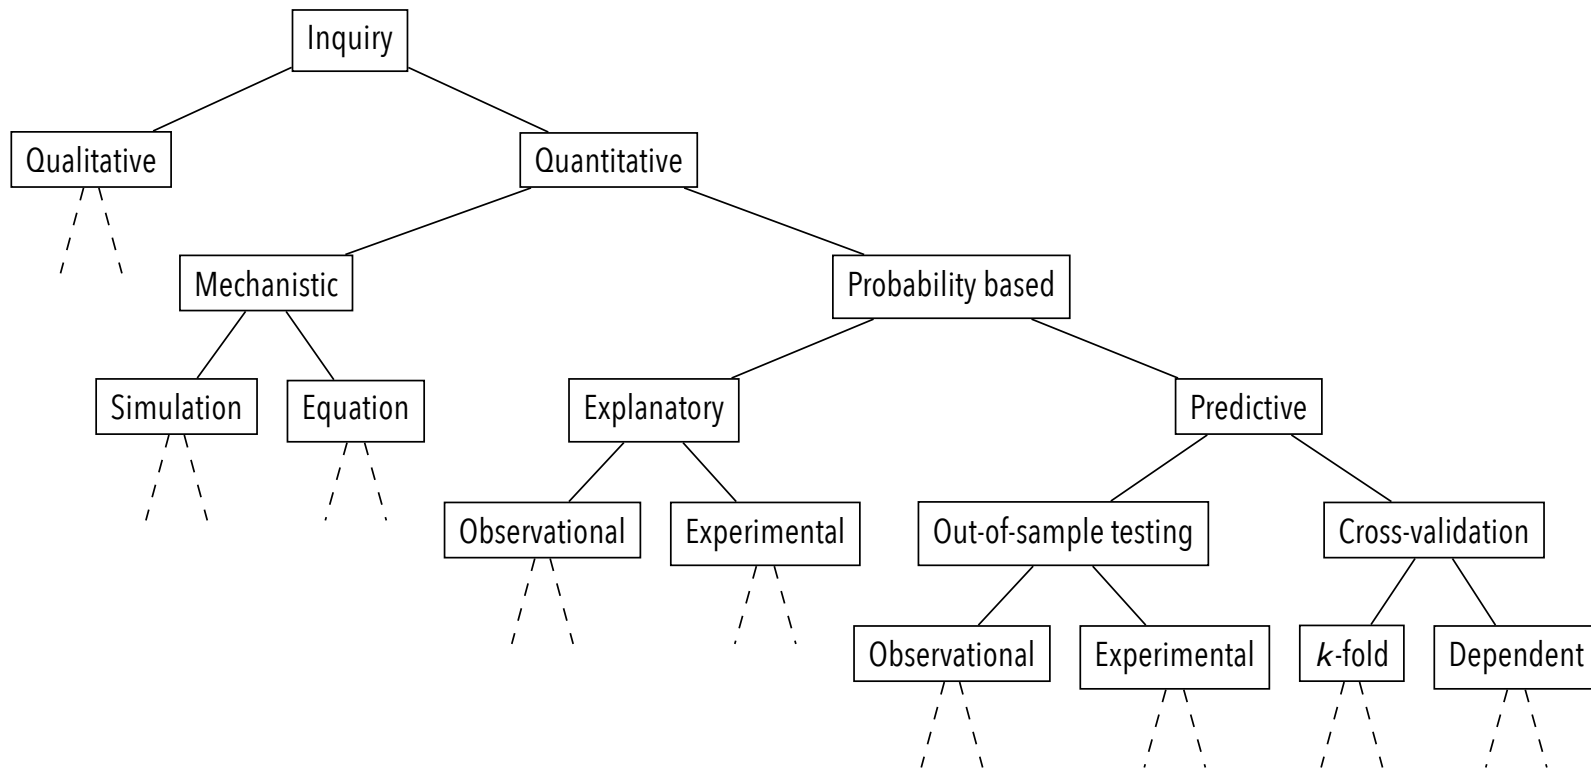 Inquiry
Qualitative
Quantitative
Mechanistic
Probability based
Simulation
Equation
Explanatory
Predictive
Observational
Experimental
Out-of-sample testing
Cross-validation
Observational
Experimental
k-fold
Dependent